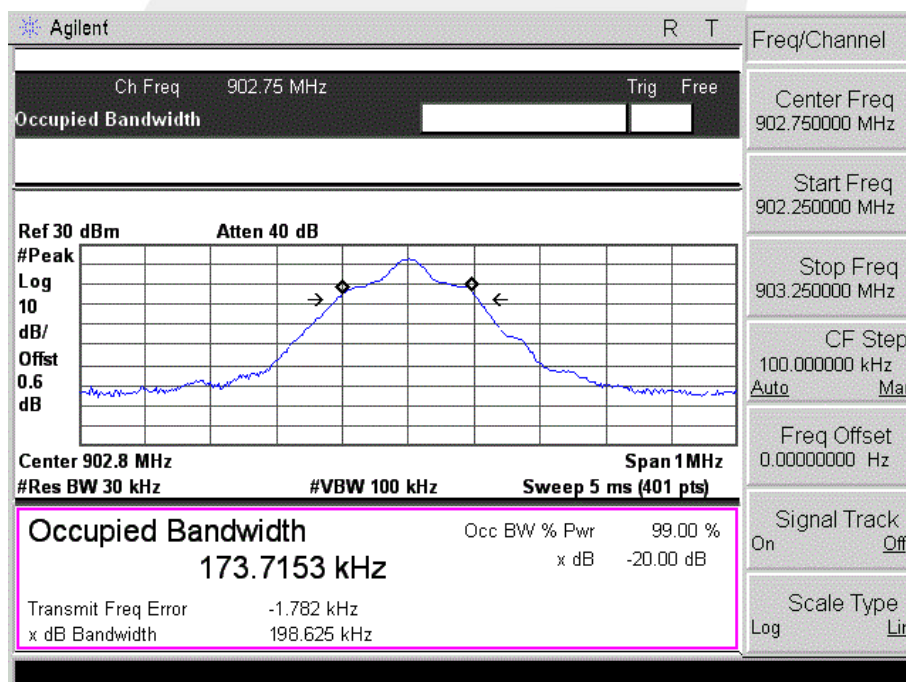 Agilent R T
Ch Freq 902.75 MHz Trig Free
Occupied Bandwidth
Ref 30 dBm Atten 40 dB
#Peak
Log
10
dB/
Offst
0.6
dB
Center 902.8 MHz Span 1 MHz
#Res BW 30 kHz #VBW 100 kHz Sweep 5 ms (401 pts)
Occupied Bandwidth Occ BW % Pwr 99.00 %
173.7153 kHz x dB -20.00 dB
Transmit Freq Error -1.782 kHz
x dB Bandwidth 198.625 kHz
Freq/Channel
Center Freq
902.750000 MHz
Start Freq
902.250000 MHz
Stop Freq
903.250000 MHz
CF Step
100.000000 kHz
Auto Ma
Freq Offset
0.00000000 Hz
Signal Track
On Off
Scale Type
Log Lin